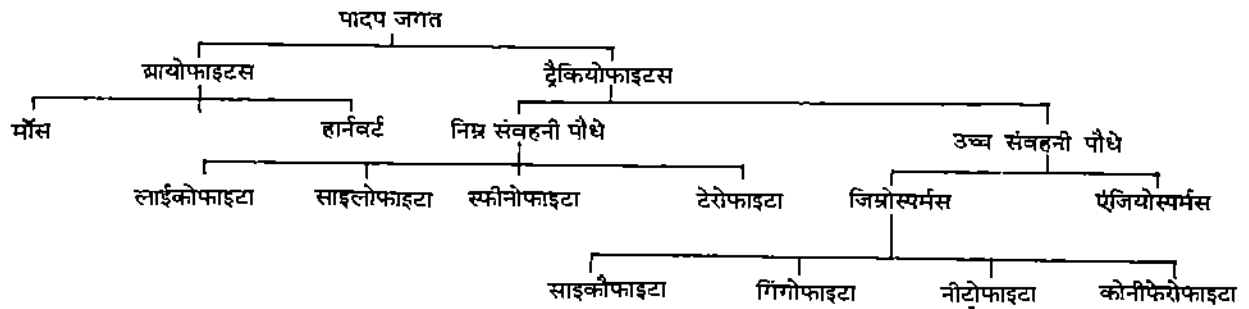 पादप जगत
ब्रायोफाइटस ट्रैकियोफाइटस
मॉस हार्नवर्ट निम्न संवहनी पौधे उच्च संवहनी पौधे
लाईकोफाइटा साइलोफाइटा स्फीनोफाइटा टेरोफाइटा जिम्नोस्पर्मस एंजियोस्पर्मस
साइकौफाइटा गिंगोफाइटा नीटोफाइटा कोनीफेरोफाइटा